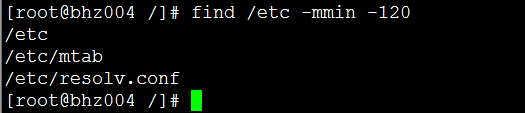 [root@bhz004 /]# find /etc -mmin -120
/etc
/etc/mtab
/etc/resolv.conf
[root@bhz004 /]#